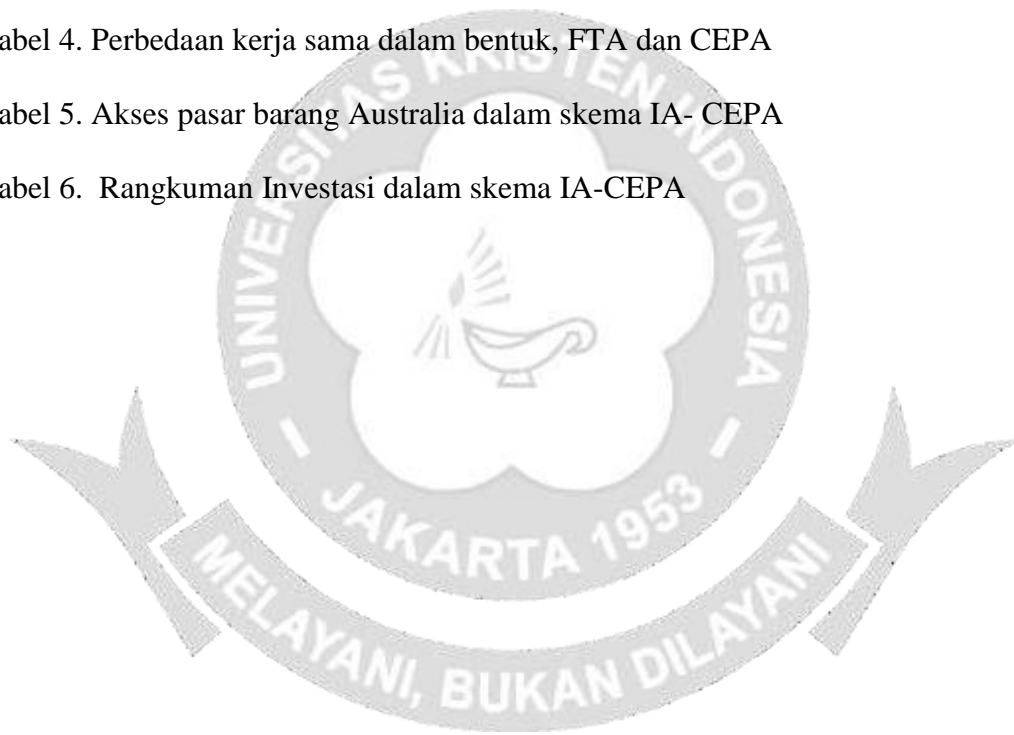 abel 4. Perbedaan kerja sama dalam bentuk, FTA dan CEPA
abel 5. Akses pasar barang Australia dalam skema IA- CEPA
abel 6.  Rangkuman Investasi dalam skema IA-CEPA
UNIVERSITAS KRISTEN INDONESIA
- JAKARTA 1953 -
MELAYANI, BUKAN DILAYANI